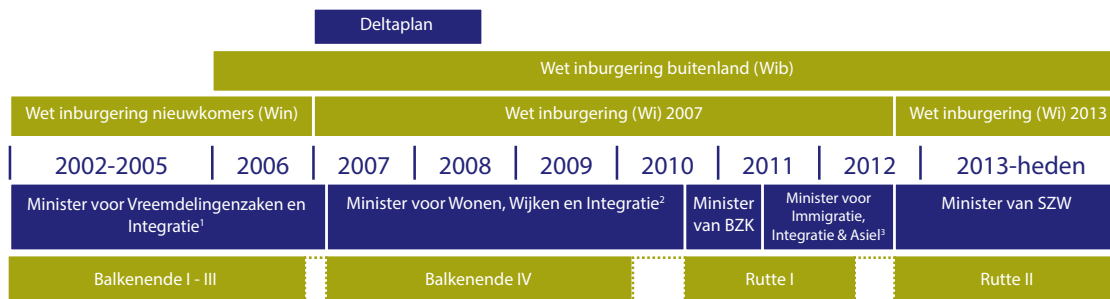 Deltaplan
Wet inburgering buitenland (Wib)
Wet inburgering nieuwkomers (Win) Wet inburgering (Wi) 2007 Wet inburgering (Wi) 2013
2002-2005 2006 2007 2008 2009 2010 2011 2012 2013-heden
Minister voor Vreemdelingenzaken en
Integratie¹
Minister voor Wonen, Wijken en Integratie²
Minister
van BZK
Minister voor
Immigratie,
Integratie & Asiel³
Minister van SZW
Balkenende I - III Balkenende IV Rutte I Rutte II